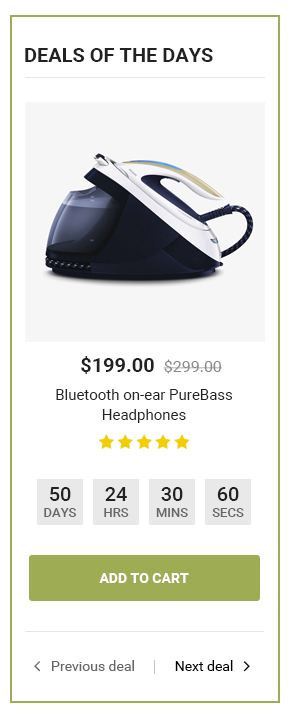 DEALS OF THE DAYS
$199.00 $299.00
Bluetooth on-ear PureBass
Headphones
50 24 30 60
DAYS HRS MINS SECS
ADD TO CART
Previous deal | Next deal